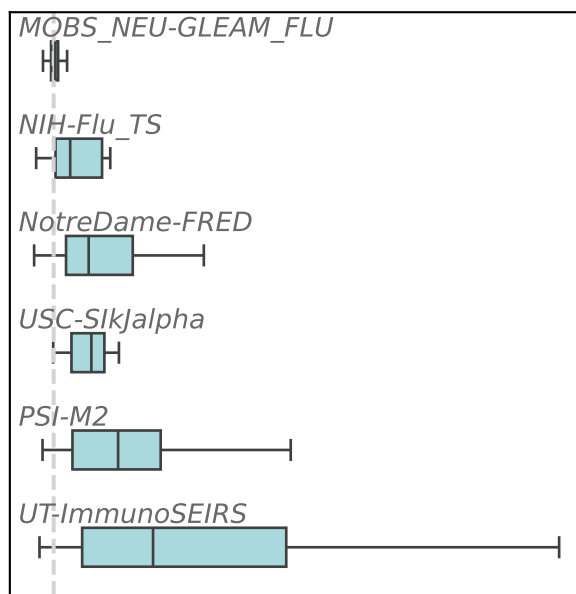 MOBS_NEU-GLEAM_FLU
NIH-Flu_TS
NotreDame-FRED
USC-SIkJalpha
PSI-M2
UT-ImmunoSEIRS